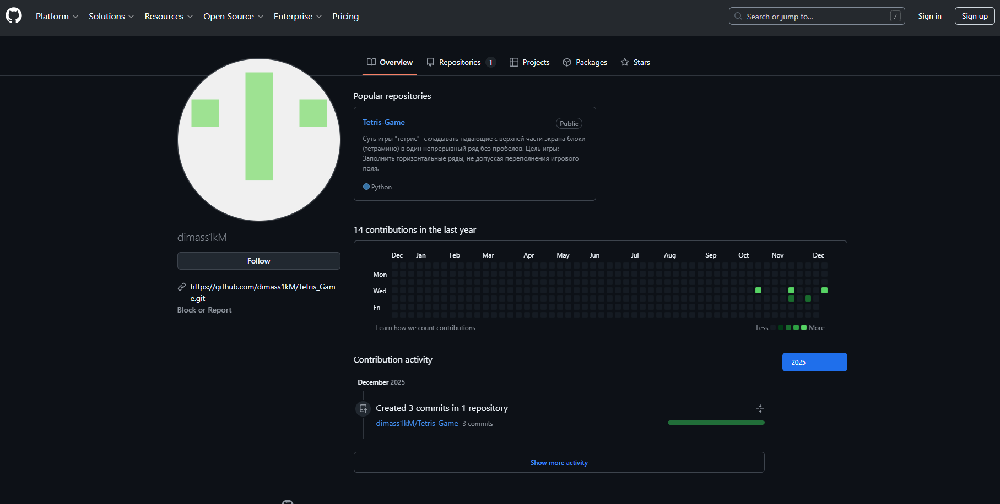 Platform Solutions Resources Open Source Enterprise Pricing Search or jump to... / Sign in Sign up
Overview Repositories 1 Projects Packages Stars
dimass1kM
Follow
https://github.com/dimass1kM/Tetris_Gam
e.git
Block or Report
Popular repositories
Tetris-Game Public
Суть игры "тетрис" -складывать падающие с верхней части экрана блоки
(тетрамино) в один непрерывный ряд без пробелов. Цель игры:
Заполнить горизонтальные ряды, не допуская переполнения игрового
поля.
Python
14 contributions in the last year
Dec Jan Feb Mar Apr May Jun Jul Aug Sep Oct Nov Dec
Mon
Wed
Fri
Learn how we count contributions Less More
Contribution activity 2025
December 2025
Created 3 commits in 1 repository
dimass1kM/Tetris-Game 3 commits
Show more activity